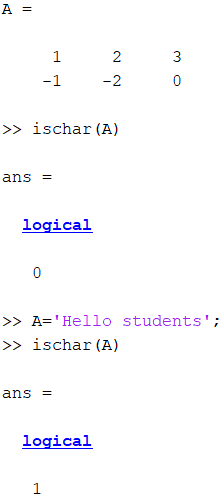 A =
1 2 3
-1 -2 0
>> ischar(A)
ans =
logical
0
>> A='Hello students';
>> ischar(A)
ans =
logical
1